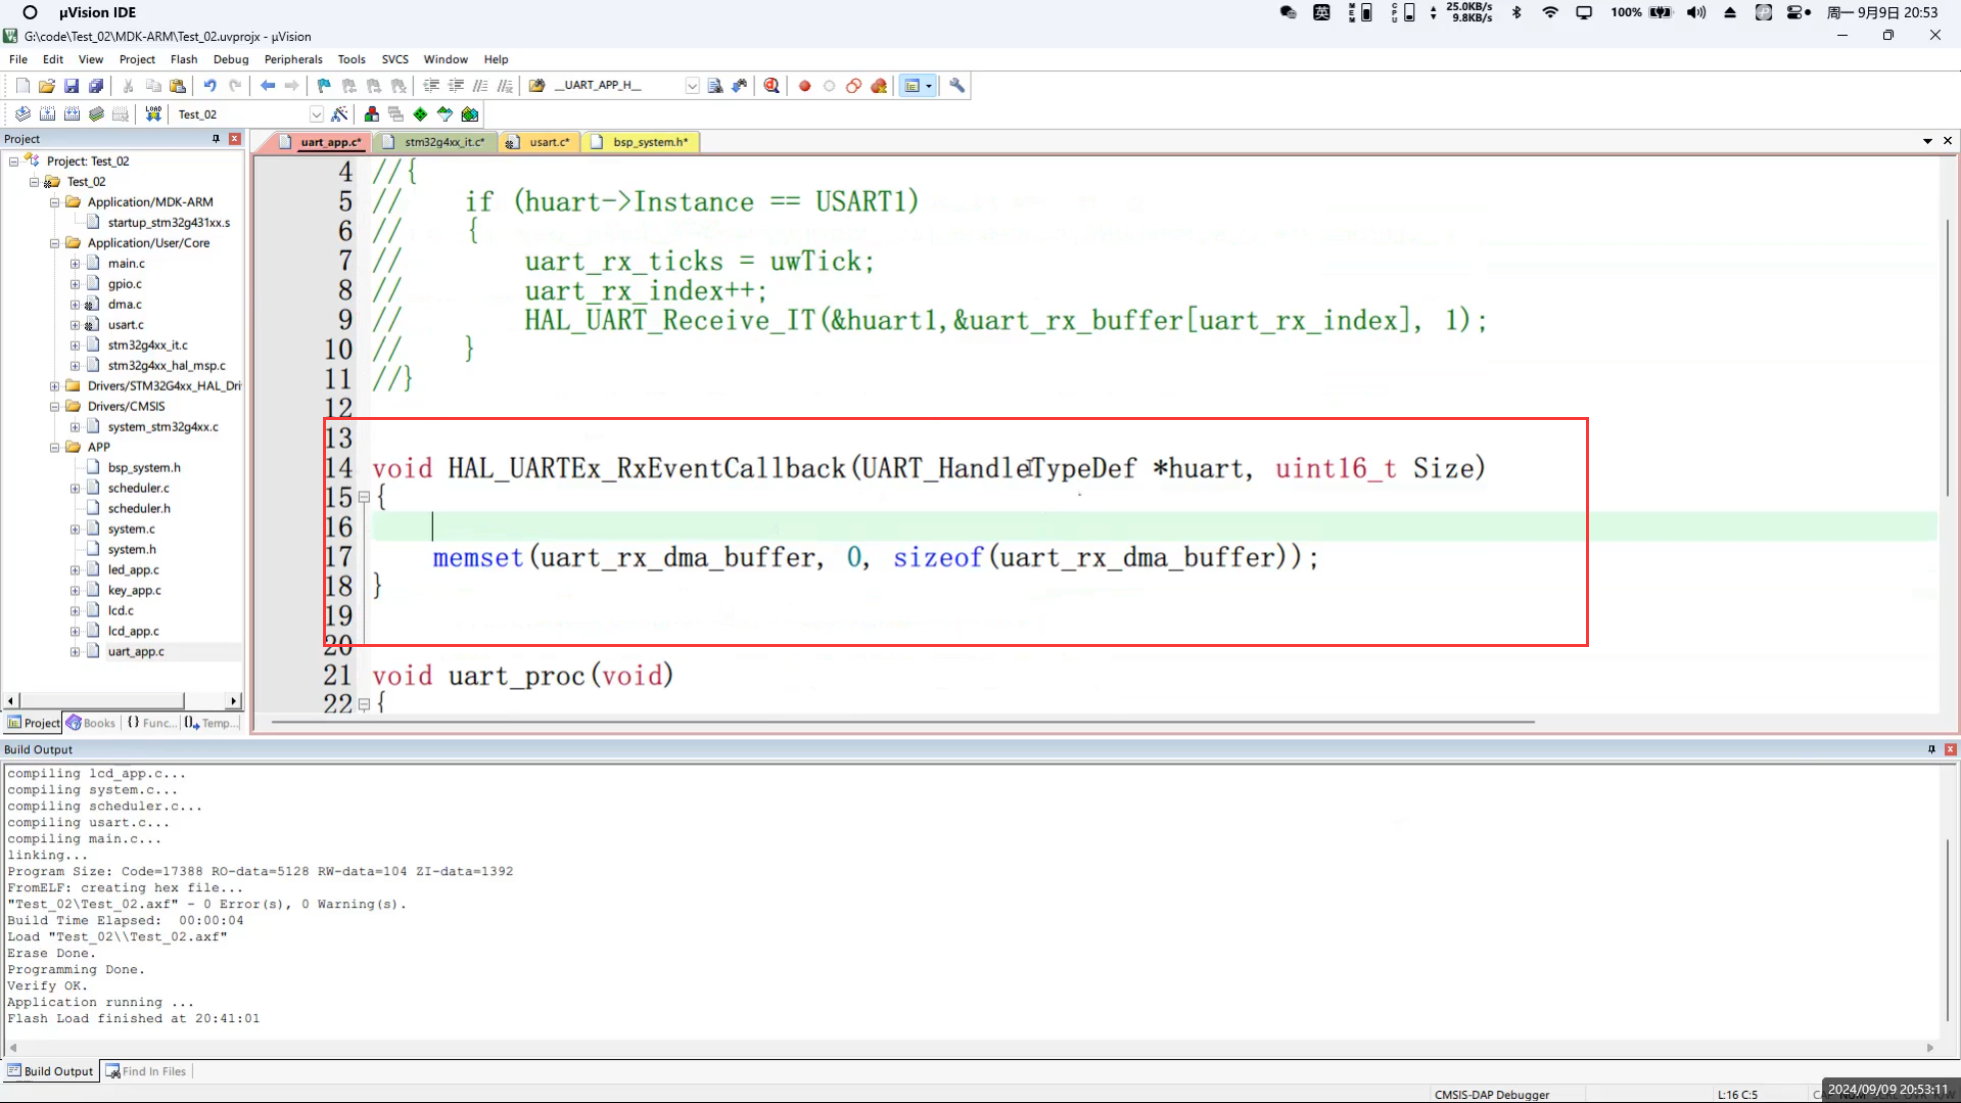 μVision IDE
英
MEM
CPU
25.0KB/s
9.8KB/s
100%
周一 9月9日 20:53
G:\code\Test_02\MDK-ARM\Test_02.uvprojx - μVision
File Edit View Project Flash Debug Peripherals Tools SVCS Window Help
__UART_APP_H__
LOAD
Test_02
Project
uart_app.c* stm32g4xx_it.c* usart.c* bsp_system.h*
Project: Test_02
Test_02
Application/MDK-ARM
startup_stm32g431xx.s
Application/User/Core
main.c
gpio.c
dma.c
usart.c
stm32g4xx_it.c
stm32g4xx_hal_msp.c
Drivers/STM32G4xx_HAL_Dri
Drivers/CMSIS
system_stm32g4xx.c
APP
bsp_system.h
scheduler.c
scheduler.h
system.c
system.h
led_app.c
key_app.c
lcd.c
lcd_app.c
uart_app.c
Project Books Func... Temp...
4 //{
5 // if (huart->Instance == USART1)
6 // {
7 // uart_rx_ticks = uwTick;
8 // uart_rx_index++;
9 // HAL_UART_Receive_IT(&huart1,&uart_rx_buffer[uart_rx_index], 1);
10 // }
11 //}
12
13
14 void HAL_UARTEx_RxEventCallback(UART_HandleTypeDef *huart, uint16_t Size)
15 {
16
17 memset(uart_rx_dma_buffer, 0, sizeof(uart_rx_dma_buffer));
18 }
19
20
21 void uart_proc(void)
22 {
Build Output
compiling lcd_app.c...
compiling system.c...
compiling scheduler.c...
compiling usart.c...
compiling main.c...
linking...
Program Size: Code=17388 RO-data=5128 RW-data=104 ZI-data=1392
FromELF: creating hex file...
"Test_02\Test_02.axf" - 0 Error(s), 0 Warning(s).
Build Time Elapsed:  00:00:04
Load "Test_02\\Test_02.axf"
Erase Done.
Programming Done.
Verify OK.
Application running ...
Flash Load finished at 20:41:01
Build Output Find In Files
CMSIS-DAP Debugger L:16 C:5
2024/09/09 20:53:11